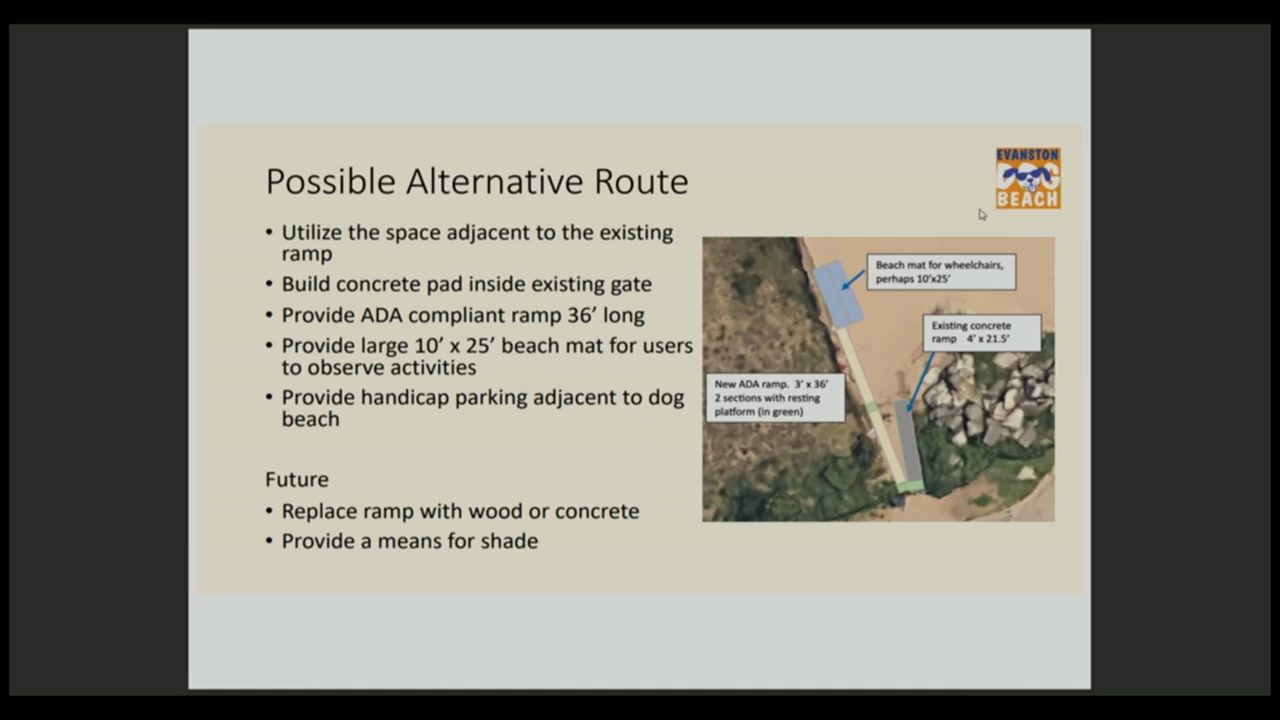 Possible Alternative Route
• Utilize the space adjacent to the existing
ramp
• Build concrete pad inside existing gate
• Provide ADA compliant ramp 36’ long
• Provide large 10’ x 25’ beach mat for users
to observe activities
• Provide handicap parking adjacent to dog
beach
Future
• Replace ramp with wood or concrete
• Provide a means for shade
EVANSTON
DOG
BEACH
Beach mat for wheelchairs,
perhaps 10’x25’
Existing concrete
ramp 4’ x 21.5’
New ADA ramp. 3’ x 36’
2 sections with resting
platform (in green)